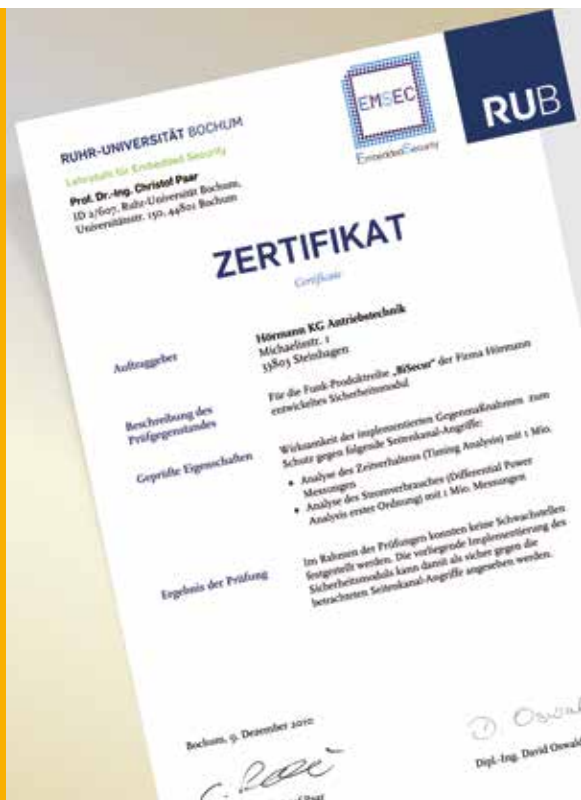 RUHR-UNIVERSITÄT BOCHUM
Lehrstuhl für Embedded Security
Prof. Dr.-Ing. Christof Paar
ID 2/607, Ruhr-Universität Bochum,
Universitätsstr. 150, 44801 Bochum
EMSEC
EmbeddedSecurity
RUB
ZERTIFIKAT
Certificate
Auftraggeber
Hörmann KG Antriebstechnik
Michaelisstr. 1
33803 Steinhagen
Beschreibung des
Prüfgegenstandes
Für die Funk-Produktreihe „BiSecur“ der Firma Hörmann
entwickeltes Sicherheitsmodul
Geprüfte Eigenschaften
Wirksamkeit der implementierten Gegenmaßnahmen zum
Schutz gegen folgende Seitenkanal-Angriffe:
• Analyse des Zeitverhaltens (Timing Analysis) mit 1 Mio.
Messungen
• Analyse des Stromverbrauches (Differential Power
Analysis erster Ordnung) mit 1 Mio. Messungen
Ergebnis der Prüfung
Im Rahmen der Prüfungen konnten keine Schwachstellen
festgestellt werden. Die vorliegende Implementierung des
Sicherheitsmoduls kann damit als sicher gegen die
betrachteten Seitenkanal-Angriffe angesehen werden.
Bochum, 9. Dezember 2010
D Oswald
Dipl.-Ing. David Oswald
Paar